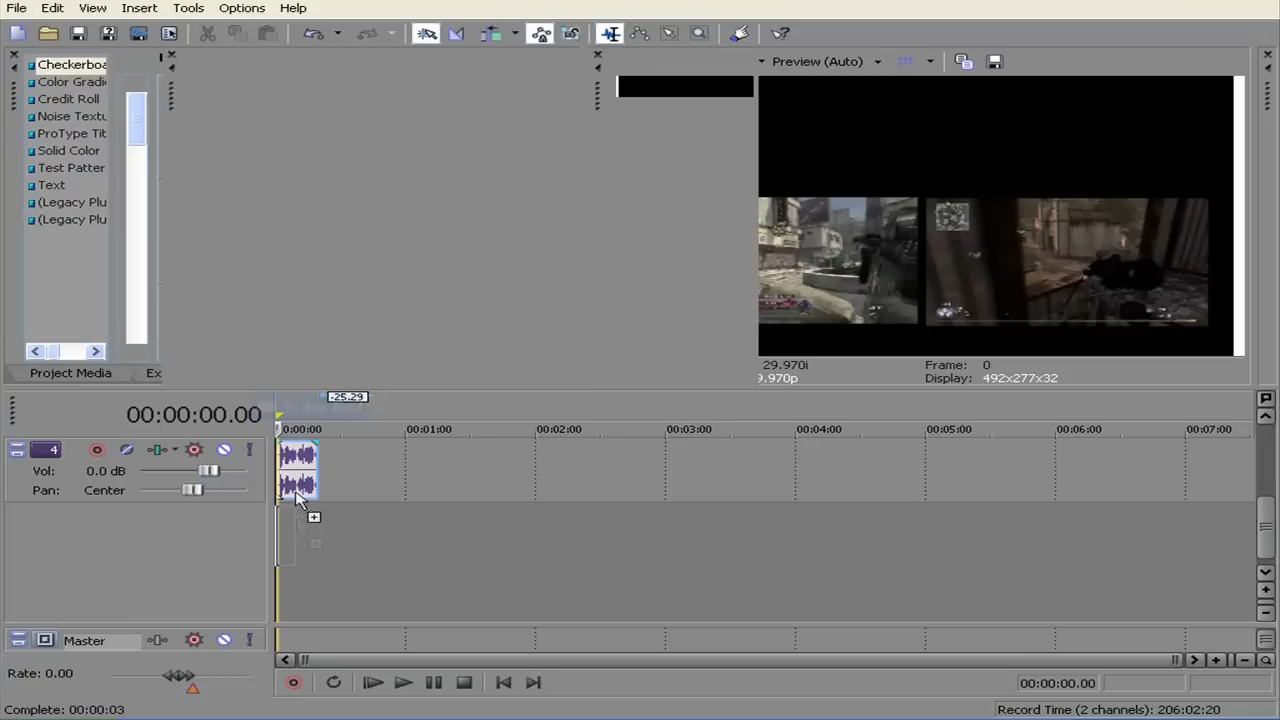 File Edit View Insert Tools Options Help
Checkerboa
Color Gradi
Credit Roll
Noise Textu
ProType Tit
Solid Color
Test Patter
Text
(Legacy Plu
(Legacy Plu
Project Media Ex
Preview (Auto)
29.970i Frame: 0
9.970p Display: 492x277x32
00:00:00.00
-25.29
0:00:00 00:01:00 00:02:00 00:03:00 00:04:00 00:05:00 00:06:00 00:07:00
4
Vol: 0.0 dB
Pan: Center
Master
Rate: 0.00
00:00:00.00
Complete: 00:00:03 Record Time (2 channels): 206:02:20